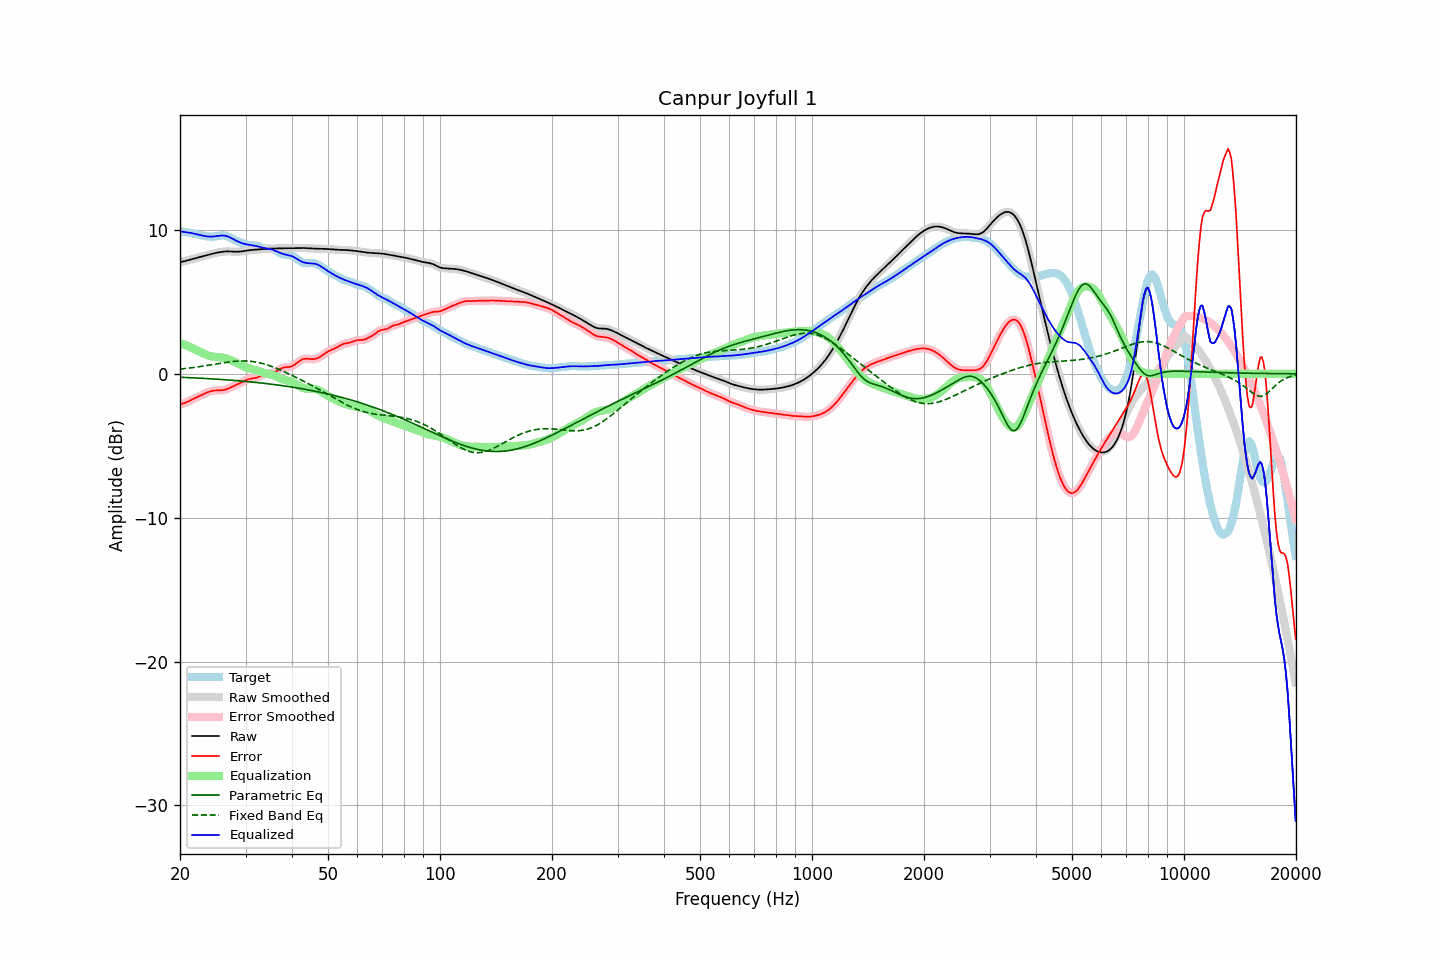 Canpur Joyfull 1
Amplitude (dBr)
10
0
−10
−20
−30
Target
Raw Smoothed
Error Smoothed
Raw
Error
Equalization
Parametric Eq
Fixed Band Eq
Equalized
20 50 100 200 500 1000 2000 5000 10000 20000
Frequency (Hz)